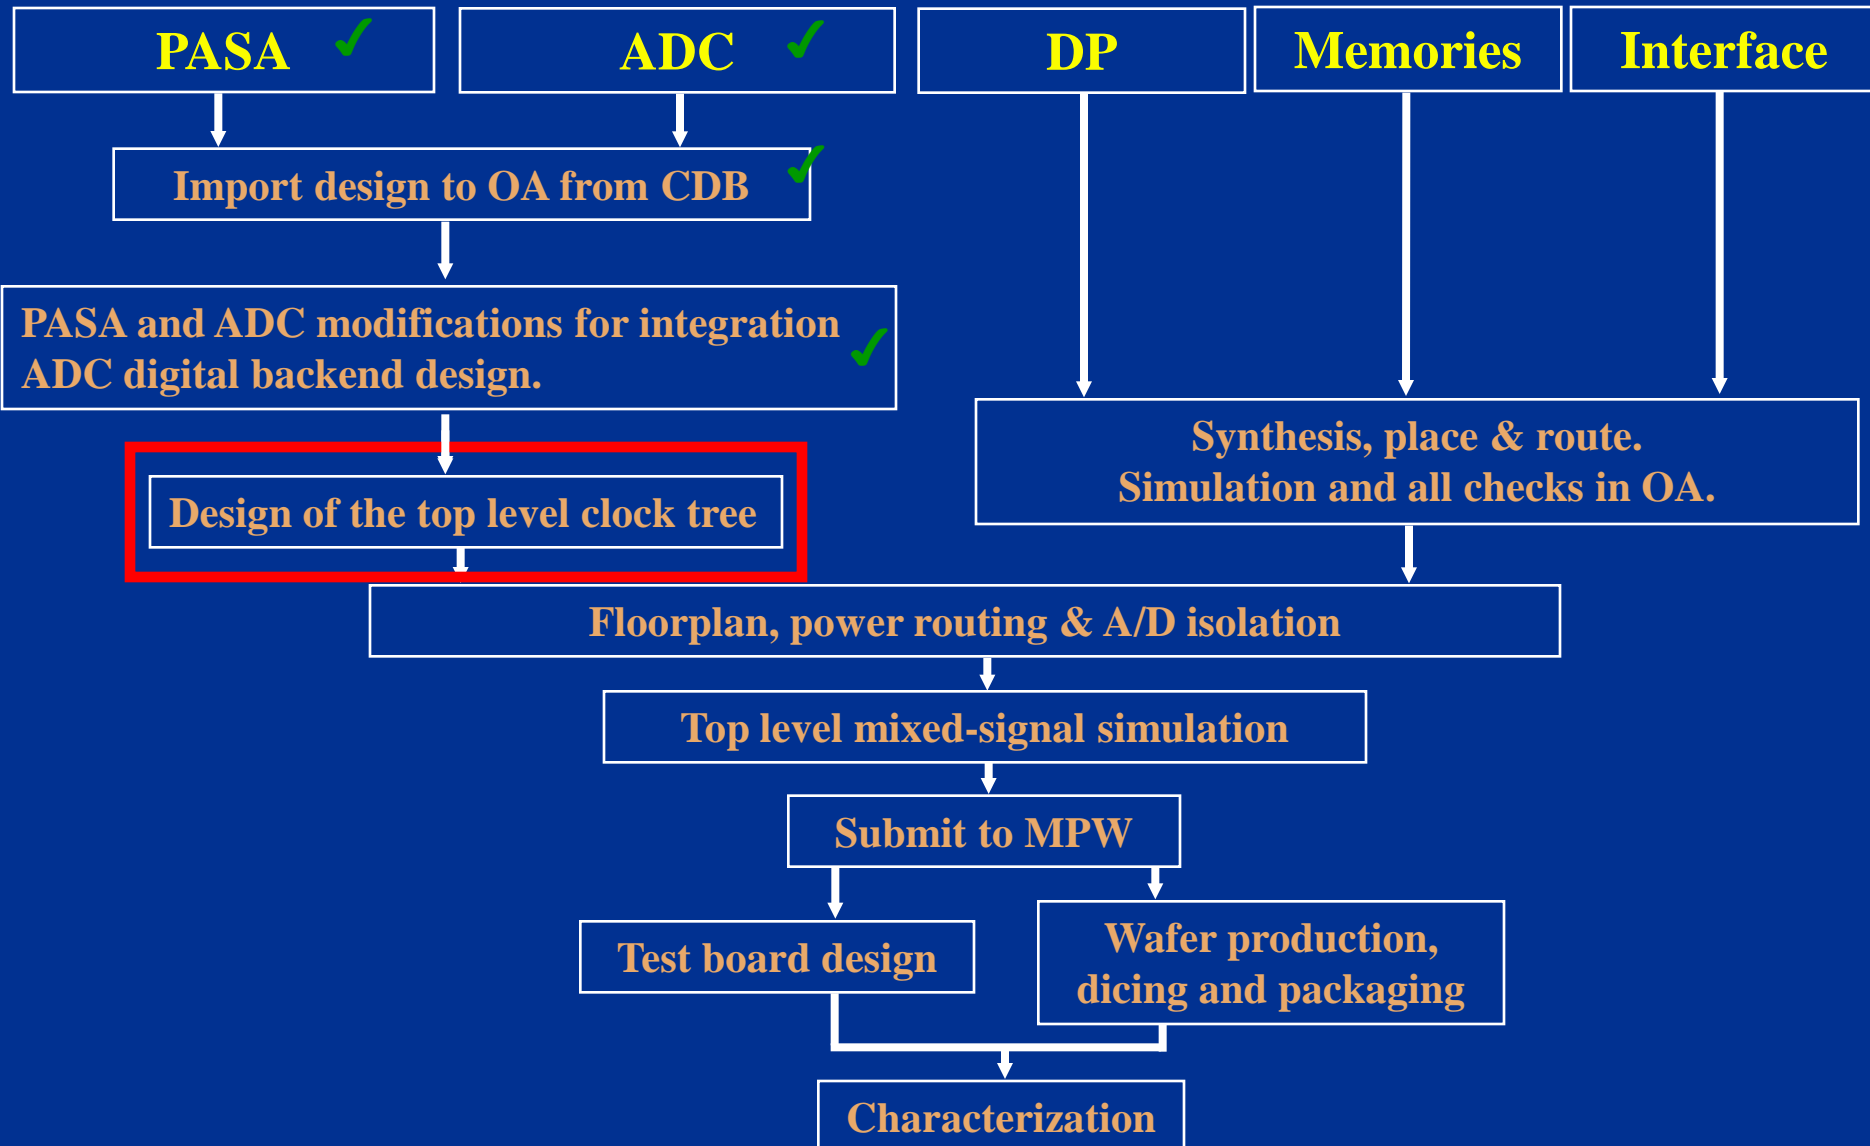 PASA
ADC
DP
Memories
Interface
Import design to OA from CDB
PASA and ADC modifications for integration
ADC digital backend design.
Synthesis, place & route.
Simulation and all checks in OA.
Design of the top level clock tree
Floorplan, power routing & A/D isolation
Top level mixed-signal simulation
Submit to MPW
Test board design
Wafer production,
dicing and packaging
Characterization